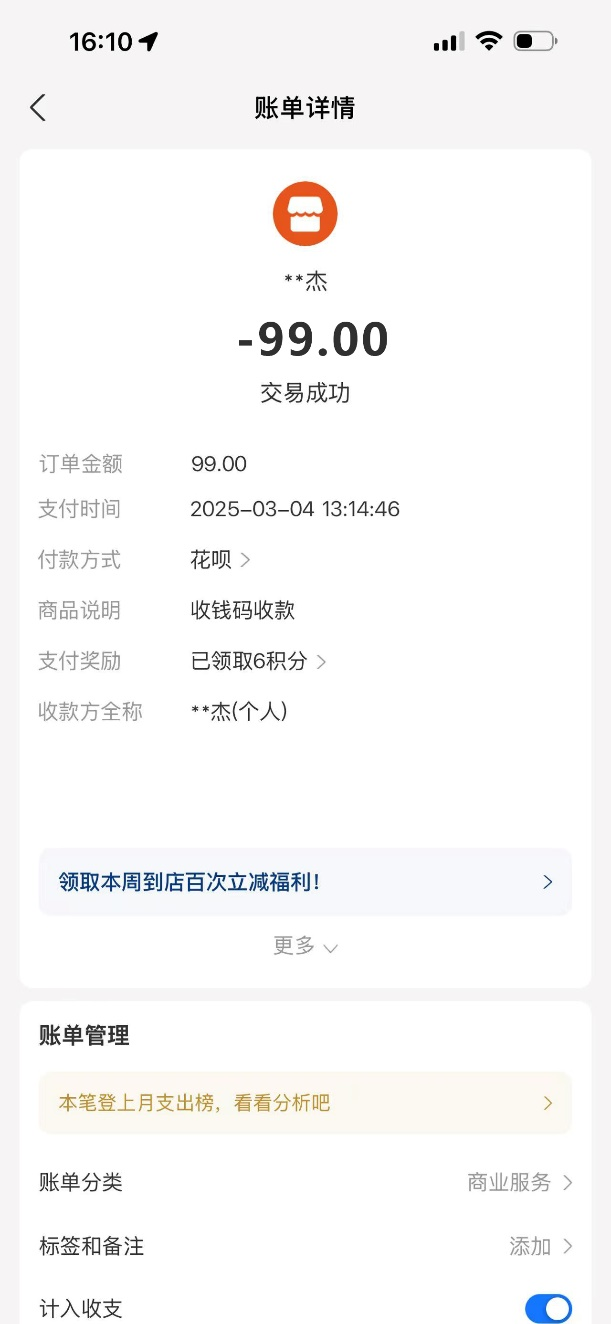 16:10
账单详情
**杰
-99.00
交易成功
订单金额 99.00
支付时间 2025-03-04 13:14:46
付款方式 花呗
商品说明 收钱码收款
支付奖励 已领取6积分
收款方全称 **杰(个人)
领取本周到店百次立减福利!
更多
账单管理
本笔登上月支出榜，看看分析吧
账单分类 商业服务
标签和备注 添加
计入收支